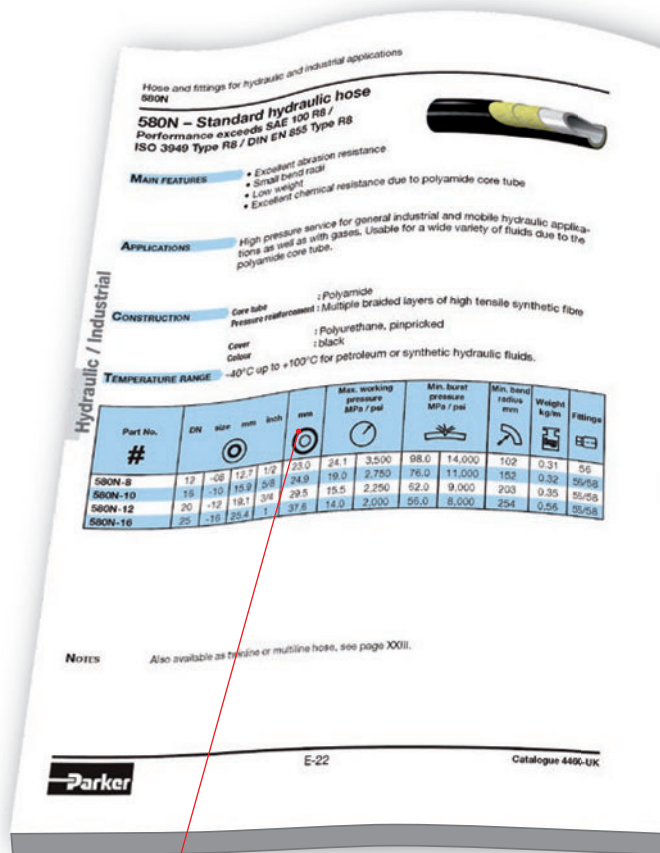 Hose and fittings for hydraulic and industrial applications
580N
580N – Standard hydraulic hose
Performance exceeds SAE 100 R8 /
ISO 3949 Type R8 / DIN EN 855 Type R8
MAIN FEATURES
• Excellent abrasion resistance
• Small bend radii
• Low weight
• Excellent chemical resistance due to polyamide core tube
APPLICATIONS
High pressure service for general industrial and mobile hydraulic applica-
tions as well as with gases. Usable for a wide variety of fluids due to the
polyamide core tube.
Hydraulic / Industrial
CONSTRUCTION
Core tube : Polyamide
Pressure reinforcement : Multiple braided layers of high tensile synthetic fibre
Cover : Polyurethane, pinpricked
Colour : black
TEMPERATURE RANGE -40°C up to +100°C for petroleum or synthetic hydraulic fluids.
Part No. DN size mm inch mm Max. working pressure MPa / psi Min. burst pressure MPa / psi Min. bend radius mm Weight kg/m Fittings
#
580N-8 12 -08 12.7 1/2 23.0 24.1 3,500 98.0 14,000 102 0.31 56
580N-10 16 -10 15.9 5/8 24.9 19.0 2,750 76.0 11,000 152 0.32 56/58
580N-12 20 -12 19.1 3/4 29.5 15.5 2,250 62.0 9,000 203 0.35 55/58
580N-16 25 -16 25.4 1 37.6 14.0 2,000 56.0 8,000 254 0.56 55/58
NOTES Also available as twinline or multiline hose, see page XXIII.
E-22
Catalogue 4460-UK
Parker